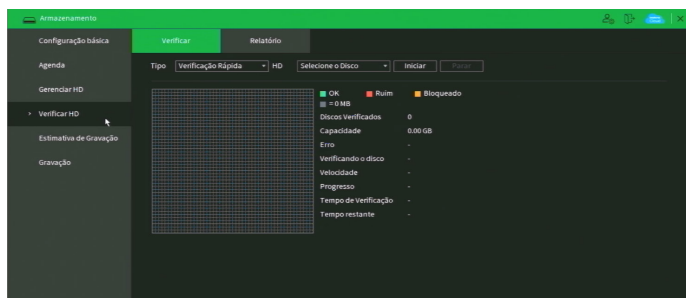 Armazenamento
Configuração básica
Verificar Relatório
Agenda
Tipo Verificação Rápida HD Selecione o Disco Iniciar Parar
Gerenciar HD
OK Ruim Bloqueado
= 0 MB
> Verificar HD
Discos Verificados 0
Capacidade 0.00 GB
Estimativa de Gravação
Erro -
Verificando o disco -
Gravação
Velocidade -
Progresso -
Tempo de Verificação -
Tempo restante -